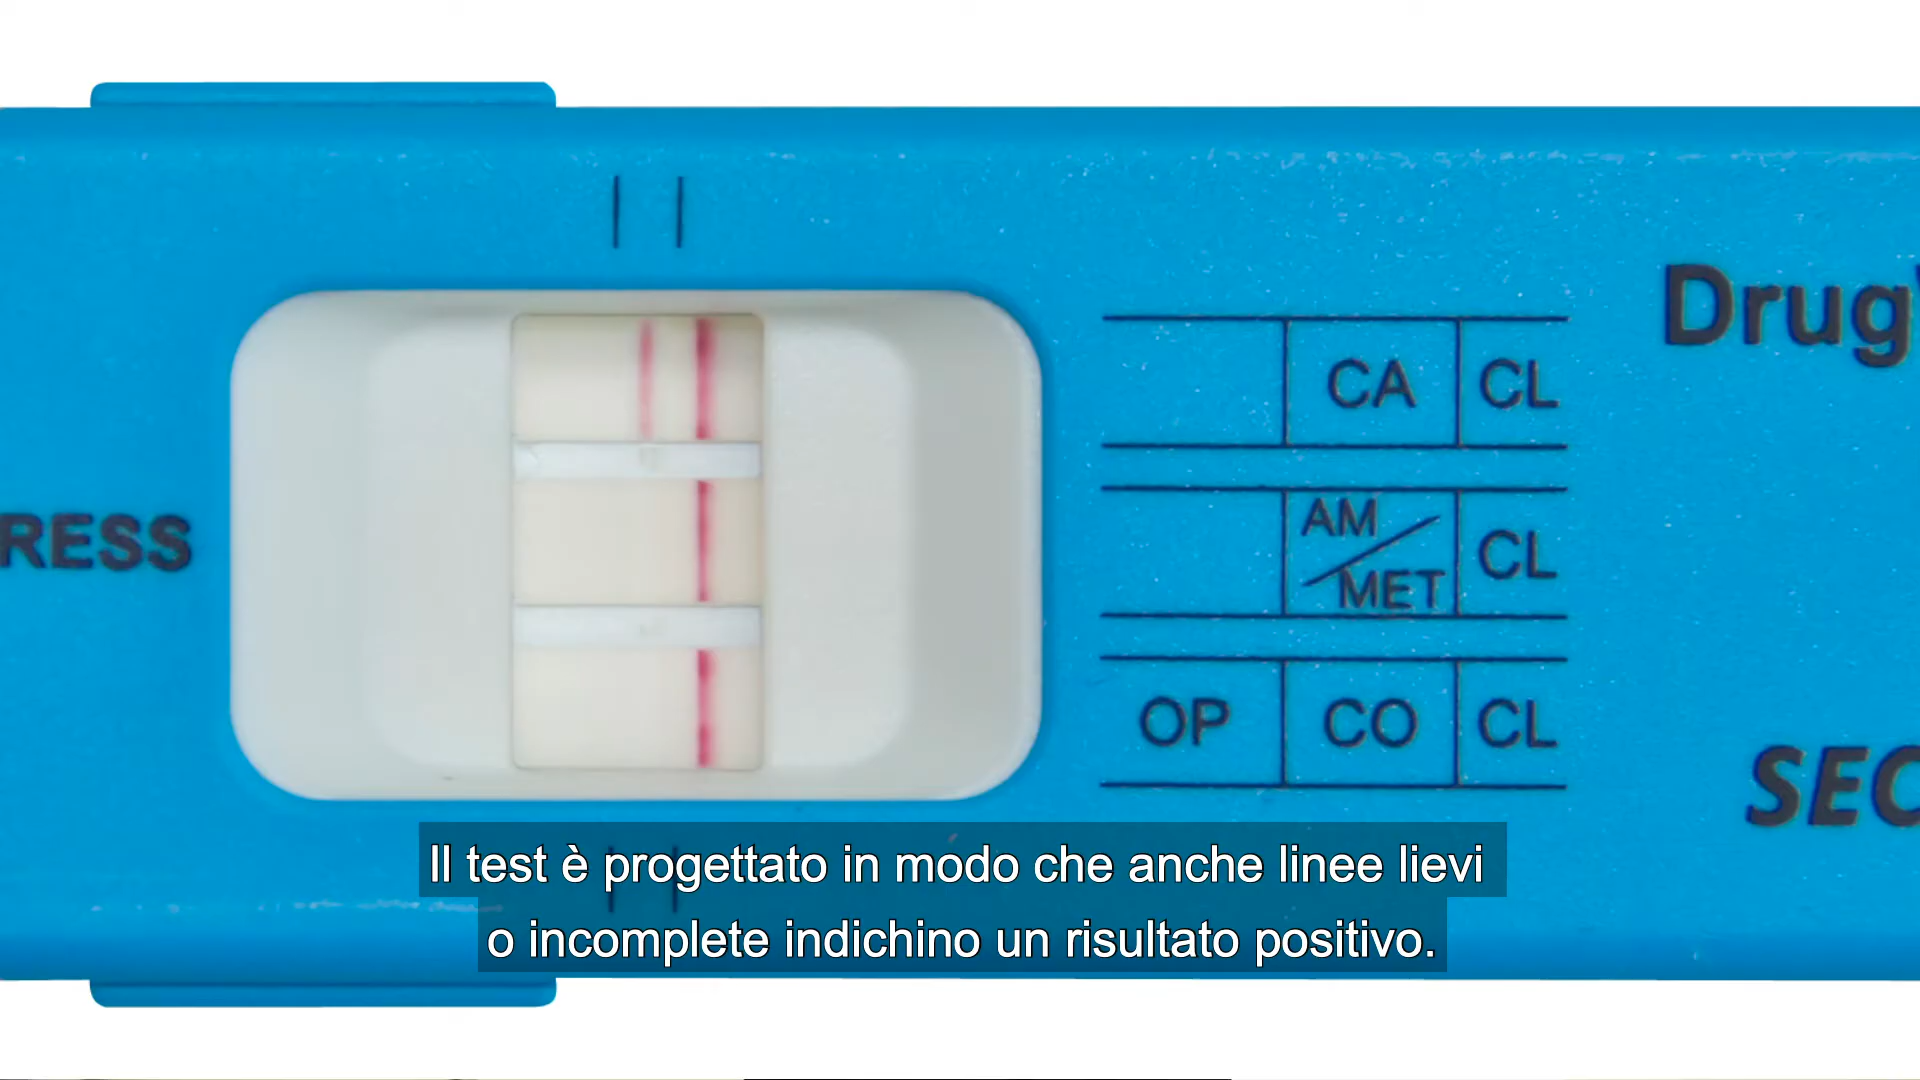 Drug
CA CL
RESS
AM
MET CL
OP CO CL
SEC
Il test è progettato in modo che anche linee lievi
o incomplete indichino un risultato positivo.